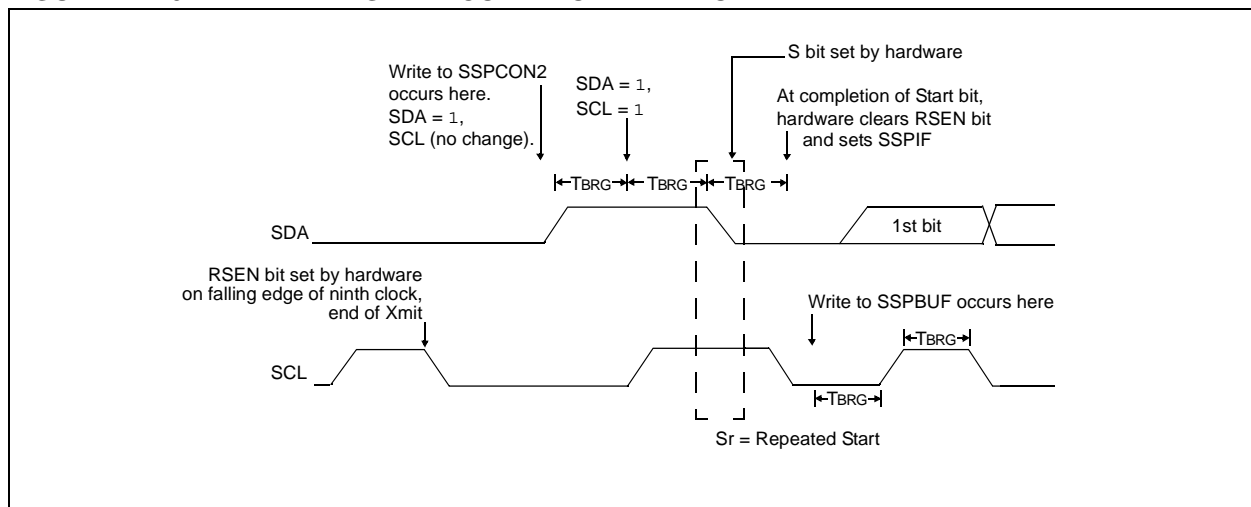 S bit set by hardware
Write to SSPCON2
occurs here.
SDA = 1,
SCL (no change).
SDA = 1,
SCL = 1
At completion of Start bit,
hardware clears RSEN bit
and sets SSPIF
TBRG
TBRG
TBRG
SDA
1st bit
RSEN bit set by hardware
on falling edge of ninth clock,
end of Xmit
Write to SSPBUF occurs here
TBRG
SCL
TBRG
Sr = Repeated Start